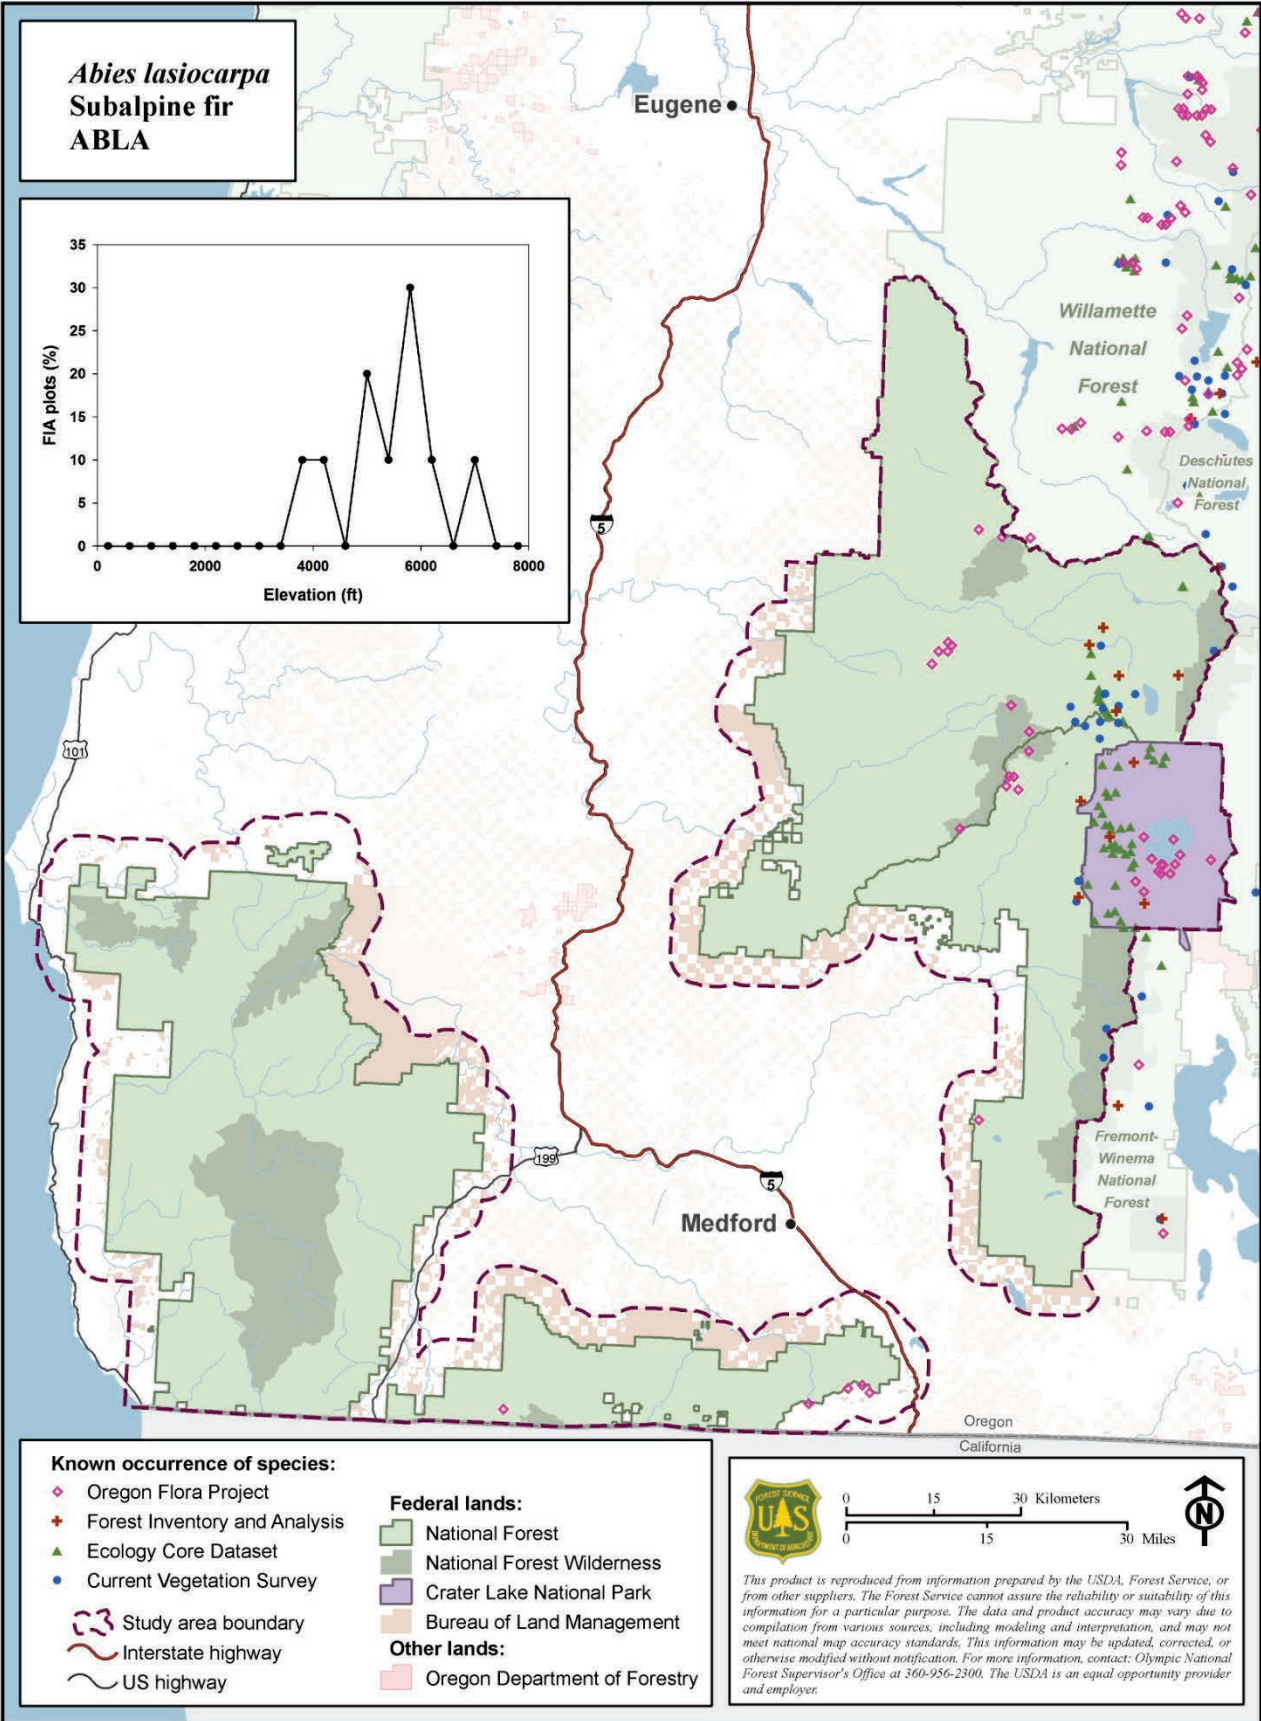 Abies lasiocarpa
Subalpine fir
ABLA
Eugene
35
30
25
20
15
10
5
0
FIA plots (%)
0 2000 4000 6000 8000
Elevation (ft)
Willamette
National
Forest
Deschutes
National
Forest
5
101
199
5
Medford
Fremont-
Winema
National
Forest
Oregon
California
Known occurrence of species:
Oregon Flora Project
Forest Inventory and Analysis
Ecology Core Dataset
Current Vegetation Survey
Study area boundary
Interstate highway
US highway
Federal lands:
National Forest
National Forest Wilderness
Crater Lake National Park
Bureau of Land Management
Other lands:
Oregon Department of Forestry
FOREST SERVICE
U S
DEPARTMENT OF AGRICULTURE
0 15 30 Kilometers
0 15 30 Miles
N
This product is reproduced from information prepared by the USDA, Forest Service, or
from other suppliers. The Forest Service cannot assure the reliability or suitability of this
information for a particular purpose. The data and product accuracy may vary due to
compilation from various sources, including modeling and interpretation, and may not
meet national map accuracy standards. This information may be updated, corrected, or
otherwise modified without notification. For more information, contact: Olympic National
Forest Supervisor's Office at 360-956-2300. The USDA is an equal opportunity provider
and employer.